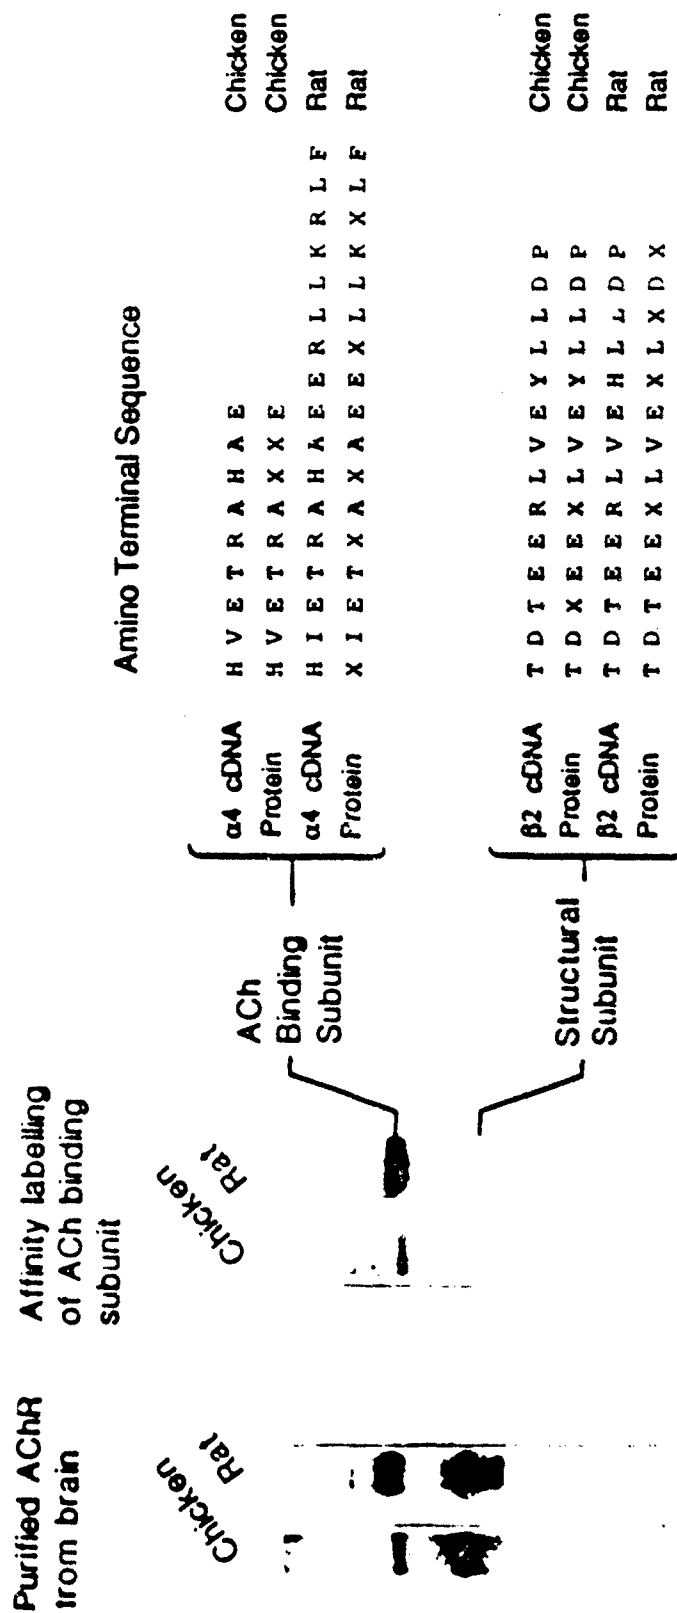 Purified AChR
from brain
Chicken
Rat
Affinity labelling
of ACh binding
subunit
Chicken
Rat
Amino Terminal Sequence
ACh
Binding
Subunit
α4 cDNA H V E T R A H A E Chicken
Protein H V E T R A X X E Chicken
α4 cDNA H I E T R A H A E E R L L K R L F Rat
Protein X I E T X A X A E E X L L K X L F Rat
Structural
Subunit
β2 cDNA T D T E E R L V E Y L L D P Chicken
Protein T D X E E X L V E Y L L D P Chicken
β2 cDNA T D T E E R L V E H L L D P Rat
Protein T D T E E X L V E X L X D X Rat